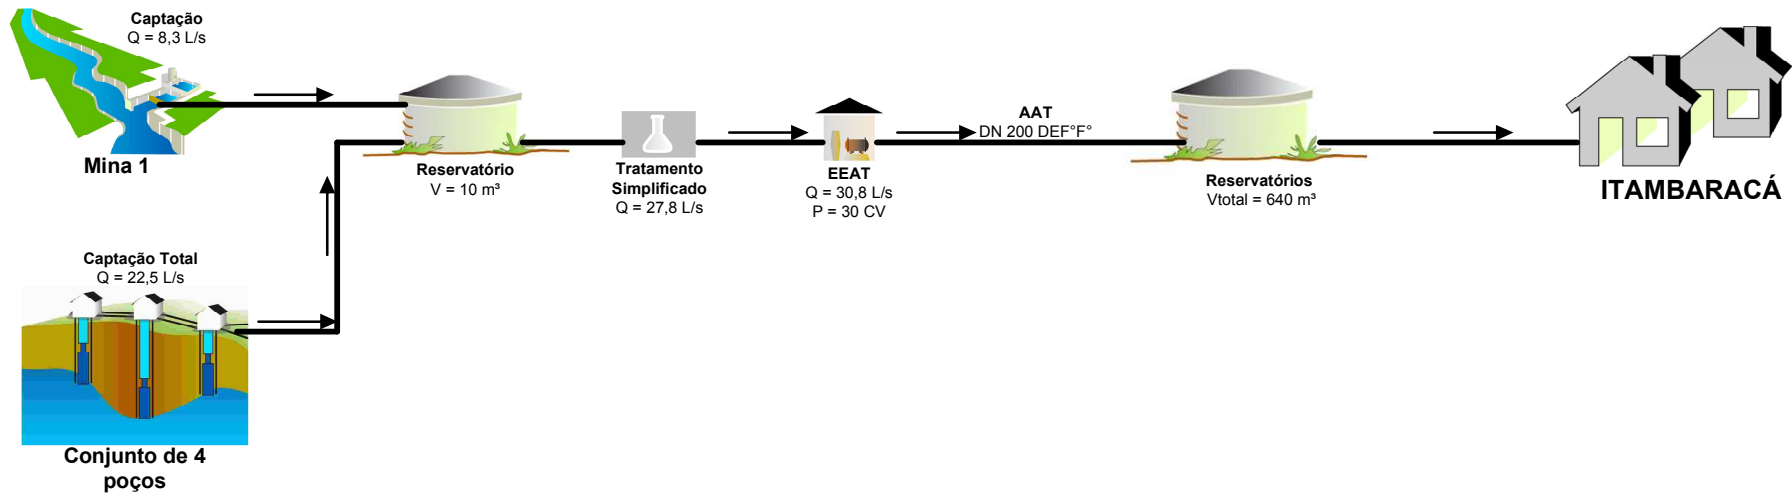 Captação
Q = 8,3 L/s
Mina 1
Reservatório
V = 10 m³
Tratamento
Simplificado
Q = 27,8 L/s
EEAT
Q = 30,8 L/s
P = 30 CV
AAT
DN 200 DEF°F°
Reservatórios
Vtotal = 640 m³
ITAMBARACÁ
Captação Total
Q = 22,5 L/s
Conjunto de 4
poços